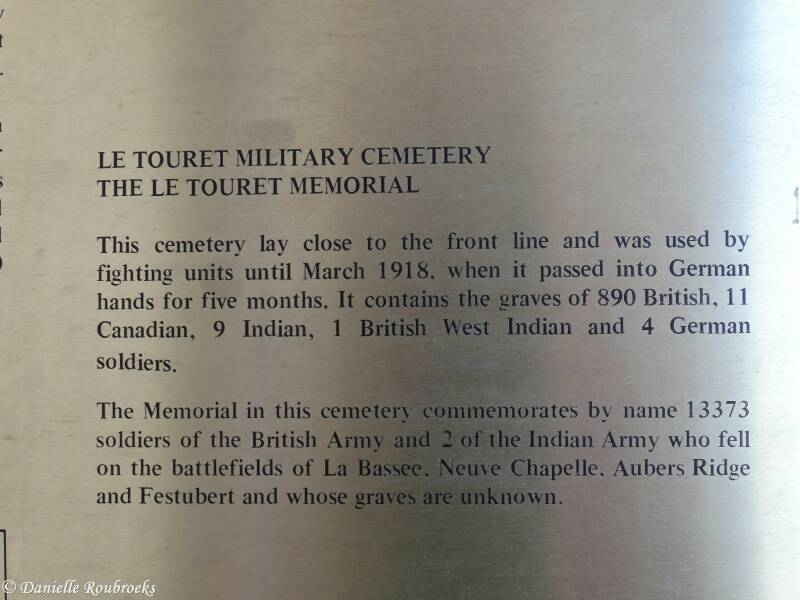 LE TOURET MILITARY CEMETERY
THE LE TOURET MEMORIAL
This cemetery lay close to the front line and was used by
fighting units until March 1918, when it passed into German
hands for five months. It contains the graves of 890 British, 11
Canadian, 9 Indian, 1 British West Indian and 4 German
soldiers.
The Memorial in this cemetery commemorates by name 13373
soldiers of the British Army and 2 of the Indian Army who fell
on the battlefields of La Bassee, Neuve Chapelle, Aubers Ridge
and Festubert and whose graves are unknown.
© Danielle Roubroeks